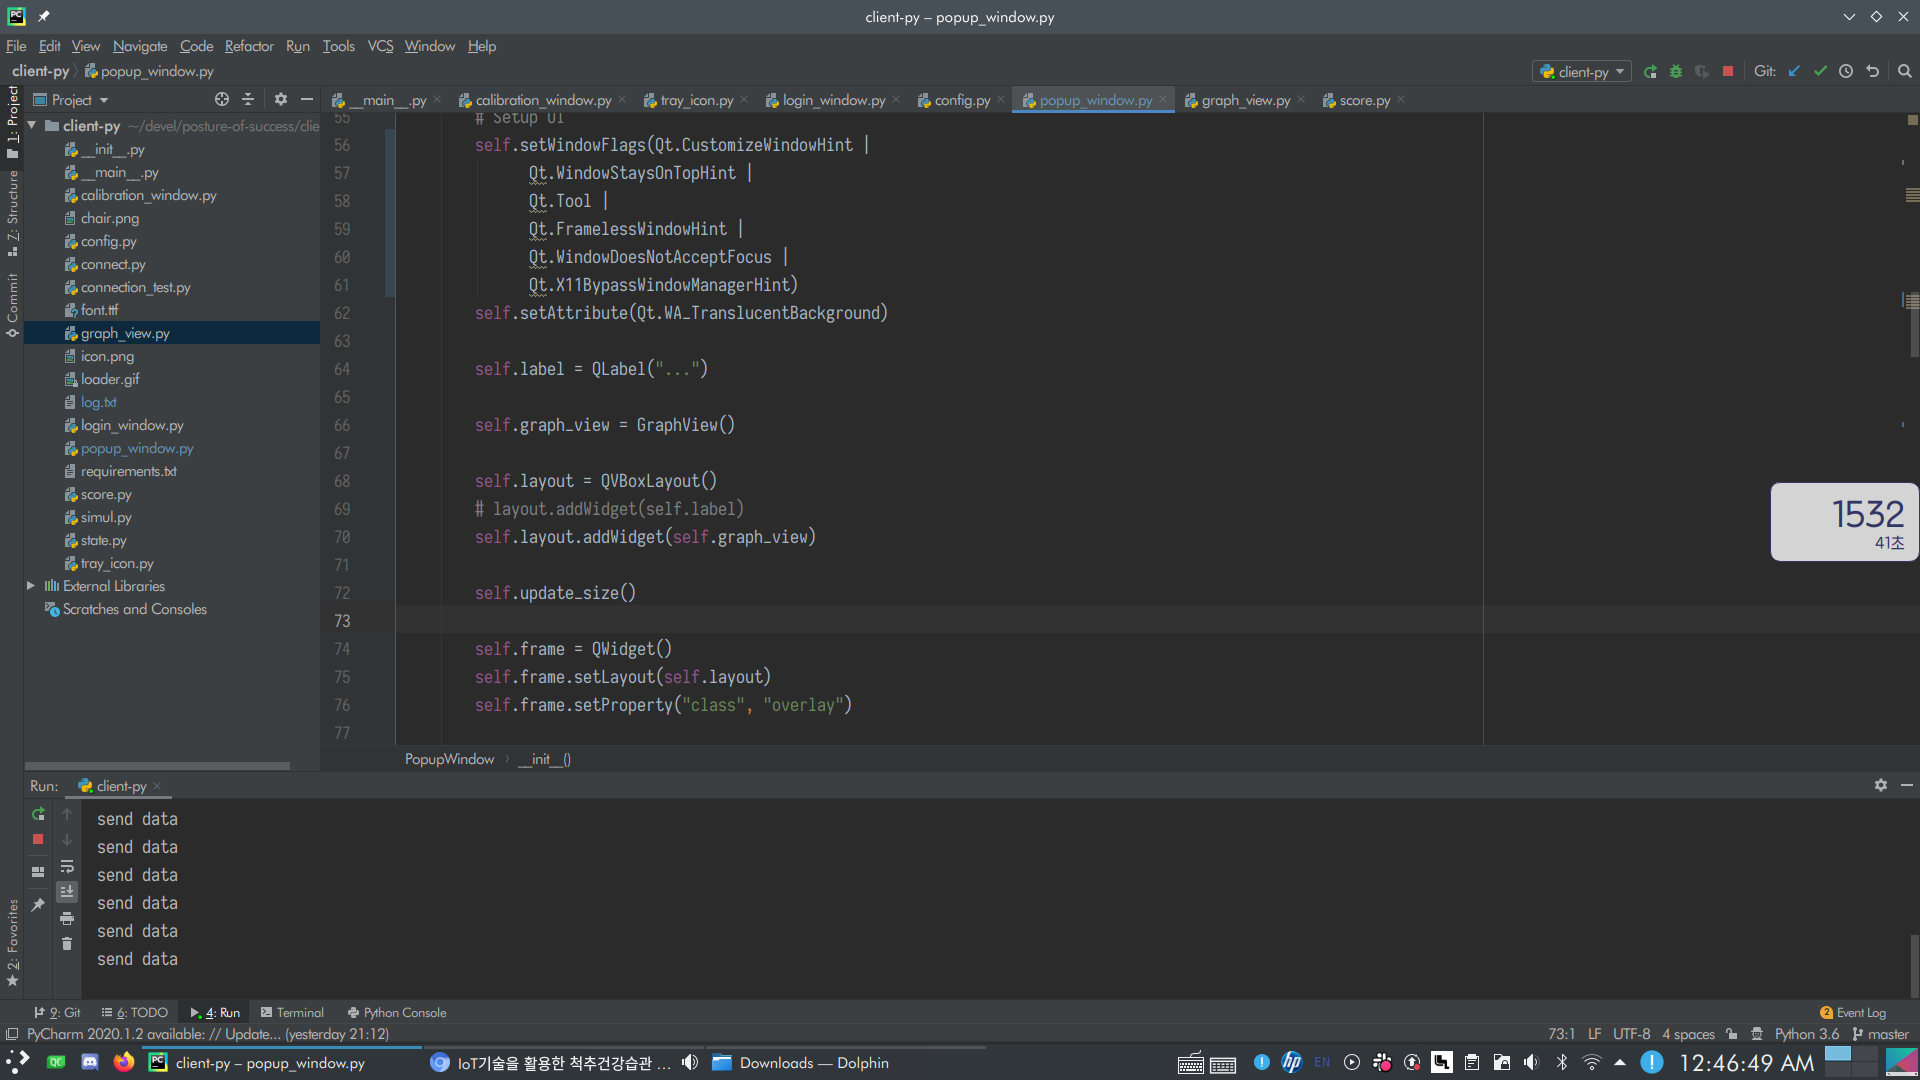 client-py – popup_window.py
File Edit View Navigate Code Refactor Run Tools VCS Window Help
client-py popup_window.py
client-py Git:
Project
__main__.py calibration_window.py tray_icon.py login_window.py config.py popup_window.py graph_view.py score.py
1: Project
Z: Structure
Commit
2: Favorites
client-py ~/devel/posture-of-success/clie
__init__.py
__main__.py
calibration_window.py
chair.png
config.py
connect.py
connection_test.py
font.ttf
graph_view.py
icon.png
loader.gif
log.txt
login_window.py
popup_window.py
requirements.txt
score.py
simul.py
state.py
tray_icon.py
External Libraries
Scratches and Consoles
55 # Setup UI
56 self.setWindowFlags(Qt.CustomizeWindowHint |
57 Qt.WindowStaysOnTopHint |
58 Qt.Tool |
59 Qt.FramelessWindowHint |
60 Qt.WindowDoesNotAcceptFocus |
61 Qt.X11BypassWindowManagerHint)
62 self.setAttribute(Qt.WA_TranslucentBackground)
63
64 self.label = QLabel("...")
65
66 self.graph_view = GraphView()
67
68 self.layout = QVBoxLayout()
69 # layout.addWidget(self.label)
70 self.layout.addWidget(self.graph_view)
71
72 self.update_size()
73
74 self.frame = QWidget()
75 self.frame.setLayout(self.layout)
76 self.frame.setProperty("class", "overlay")
77
1532
41초
PopupWindow › __init__()
Run: client-py
send data
send data
send data
send data
send data
send data
9: Git 6: TODO 4: Run Terminal Python Console 2 Event Log
PyCharm 2020.1.2 available: // Update... (yesterday 21:12) 73:1 LF UTF-8 4 spaces Python 3.6 master
client-py – popup_window.py IoT기술을 활용한 척추건강습관 ... Downloads — Dolphin EN 12:46:49 AM